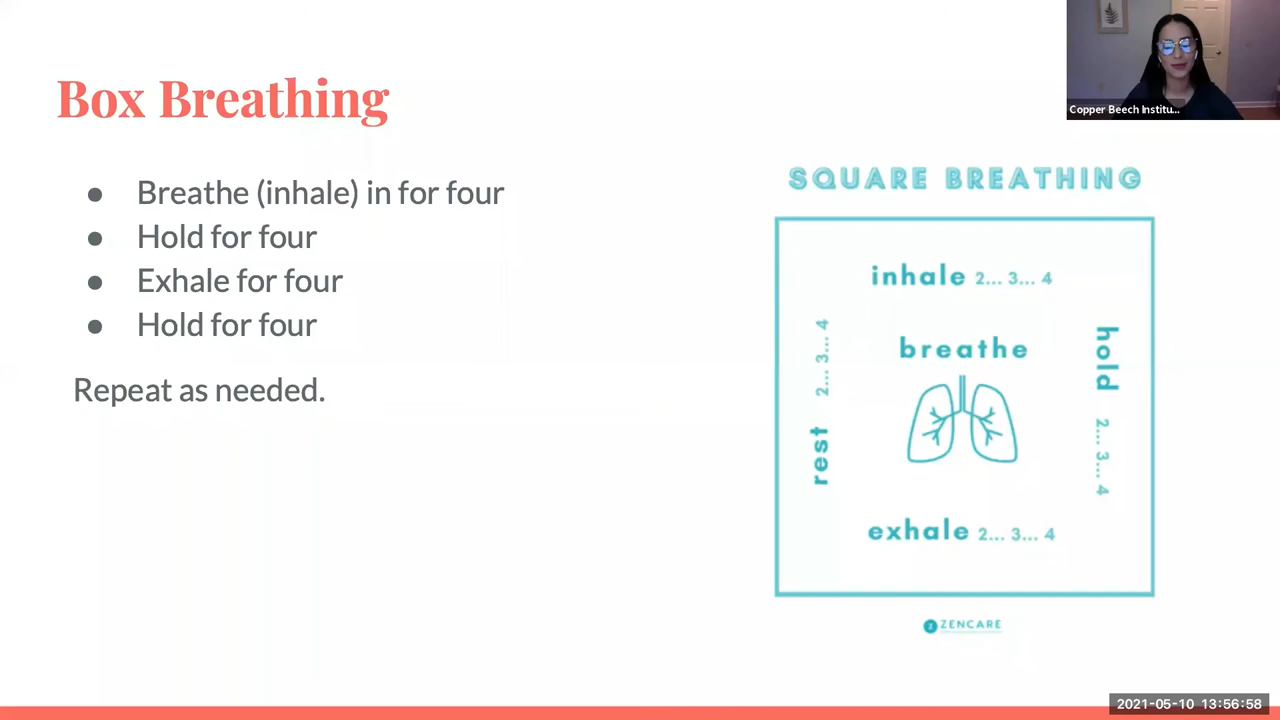 Box Breathing
Copper Beech Institu...
● Breathe (inhale) in for four
● Hold for four
● Exhale for four
● Hold for four
Repeat as needed.
SQUARE BREATHING
inhale 2... 3... 4
breathe
hold 2... 3... 4
rest 2... 3... 4
exhale 2... 3... 4
Z ZENCARE
2021-05-10 13:56:58